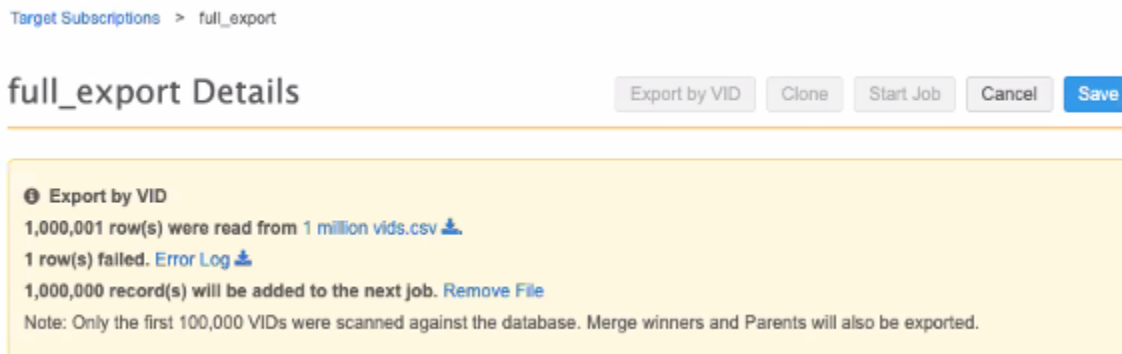 Target Subscriptions > full_export
full_export Details
Export by VID Clone Start Job Cancel Save
Export by VID
1,000,001 row(s) were read from 1 million vids.csv
1 row(s) failed. Error Log
1,000,000 record(s) will be added to the next job. Remove File
Note: Only the first 100,000 VIDs were scanned against the database. Merge winners and Parents will also be exported.